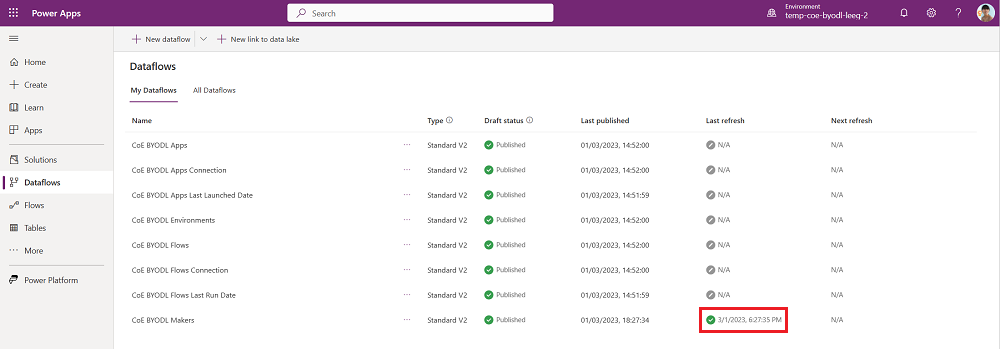 Power Apps
Search
Environment
temp-coe-byodl-leeg-2
New dataflow
New link to data lake
Home
Create
Learn
Apps
Solutions
Dataflows
Flows
Tables
More
Power Platform
Dataflows
My Dataflows All Dataflows
Name Type Draft status Last published Last refresh Next refresh
CoE BYODL Apps ··· Standard V2 Published 01/03/2023, 14:52:00 N/A N/A
CoE BYODL Apps Connection ··· Standard V2 Published 01/03/2023, 14:52:00 N/A N/A
CoE BYODL Apps Last Launched Date ··· Standard V2 Published 01/03/2023, 14:51:59 N/A N/A
CoE BYODL Environments ··· Standard V2 Published 01/03/2023, 14:52:00 N/A N/A
CoE BYODL Flows ··· Standard V2 Published 01/03/2023, 14:52:00 N/A N/A
CoE BYODL Flows Connection ··· Standard V2 Published 01/03/2023, 14:52:00 N/A N/A
CoE BYODL Flows Last Run Date ··· Standard V2 Published 01/03/2023, 14:51:59 N/A N/A
CoE BYODL Makers ··· Standard V2 Published 01/03/2023, 18:27:34 3/1/2023, 6:27:35 PM N/A